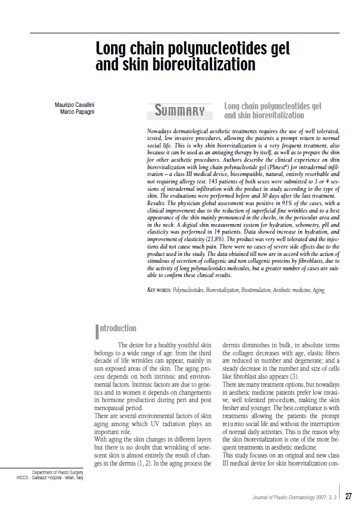 Long chain polynucleotides gel
and skin biorevitalization
Maurizio Cavallini
Marco Papagni
SUMMARY
Long chain polynucleotides gel
and skin biorevitalization
Nowadays dermatological aesthetic treatments requires the use of well tolerated,
tested, low invasive procedures, allowing the patients a prompt return to normal
social life. This is why skin biorevitalization is a very frequent treatment, also
because it can be used as an antiaging therapy by itself, as well as to prepare the skin
for other aesthetic procedures. Authors describe the clinical experience on skin
biorevitalization with long chain polynucleotide gel (Plinest®) for intradermal infil-
tration – a class III medical device, biocompatible, natural, entirely resorbable and
not requiring allergy test. 143 patients of both sexes were submitted to 3 or 4 ses-
sions of intradermal infiltration with the product in study according to the type of
skin. The evaluations were performed before and 30 days after the last treatment.
Results: The physician global assessment was positive in 91% of the cases, with a
clinical improvement due to the reduction of superficial fine wrinkles and to a best
appearance of the skin mainly pronounced in the cheeks, in the periocular area and
in the neck. A digital skin measurement system for hydration, sebometry, pH and
elasticity was performed in 14 patients. Data showed increase in hydration, and
improvement of elasticity (21,8%). The product was very well tolerated and the injec-
tions did not cause much pain. There were no cases of severe side effects due to the
product used in the study. The data obtained till now are in accord with the action of
stimulus of secretion of collagenic and non collagenic proteins by fibroblasts, due to
the activity of long polynucleotides molecules, but a greater number of cases are suit-
able to confirm these clinical results.
KEY WORDS: Polynucleotides, Biorevitalization, Biostimulation, Aesthetic medicine, Aging
Introduction
The desire for a healthy youthful skin
belongs to a wide range of age: from the third
decade of life wrinkles can appear, mainly in
sun exposed areas of the skin. The aging pro-
cess depends on both intrinsic and environ-
mental factors. Intrinsic factors are due to gene-
tics and in women it depends on changements
in hormone production during peri and post
menopausal period.
There are several environmental factors of skin
aging among which UV radiation plays an
important role.
With aging the skin changes in different layers
but there is no doubt that wrinkling of sene-
scent skin is almost entirely the result of chan-
ges in the dermis (1, 2). In the aging process the
dermis diminishes in bulk, in absolute terms
the collagen decreases with age, elastic fibers
are reduced in number and degenerate; and a
steady decrease in the number and size of cells
like fibroblast also appears (3).
There are many treatment options, but nowadays
in aesthetic medicine patients prefer low invasi-
ve, well tolerated procedures, making the skin
fresher and younger. The best compliance is with
treatments allowing the patients the prompt
return to social life and without the interruption
of normal daily activities. This is the reason why
the skin biorevitalization is one of the more fre-
quent treatments in aesthetic medicine.
This study focuses on an original and new class
III medical device for skin biorevitalization con-
Department of Plastic Surgery
IRCCS - Galeazzi Hospital - Milan, Italy
Journal of Plastic Dermatology 2007; 3, 3
27